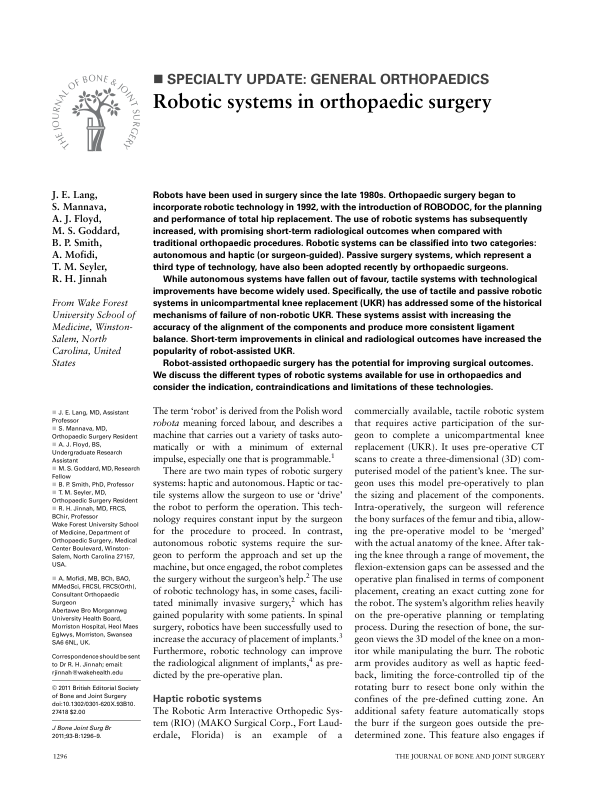 THE JOURNAL OF BONE & JOINT SURGERY
■ SPECIALTY UPDATE: GENERAL ORTHOPAEDICS
Robotic systems in orthopaedic surgery
J. E. Lang,
S. Mannava,
A. J. Floyd,
M. S. Goddard,
B. P. Smith,
A. Mofidi,
T. M. Seyler,
R. H. Jinnah
From Wake Forest
University School of
Medicine, Winston-
Salem, North
Carolina, United
States
■ J. E. Lang, MD, Assistant
Professor
■ S. Mannava, MD,
Orthopaedic Surgery Resident
■ A. J. Floyd, BS,
Undergraduate Research
Assistant
■ M. S. Goddard, MD, Research
Fellow
■ B. P. Smith, PhD, Professor
■ T. M. Seyler, MD,
Orthopaedic Surgery Resident
■ R. H. Jinnah, MD, FRCS,
BChir, Professor
Wake Forest University School
of Medicine, Department of
Orthopaedic Surgery, Medical
Center Boulevard, Winston-
Salem, North Carolina 27157,
USA.
■ A. Mofidi, MB, BCh, BAO,
MMedSci, FRCSI, FRCS(Orth),
Consultant Orthopaedic
Surgeon
Abertawe Bro Morgannwg
University Health Board,
Morriston Hospital, Heol Maes
Eglwys, Morriston, Swansea
SA6 6NL, UK.
Correspondence should be sent
to Dr R. H. Jinnah; email:
rjinnah@wakehealth.edu
© 2011 British Editorial Society
of Bone and Joint Surgery
doi:10.1302/0301-620X.93B10.
27418 $2.00
J Bone Joint Surg Br
2011;93-B:1296-9.
Robots have been used in surgery since the late 1980s. Orthopaedic surgery began to
incorporate robotic technology in 1992, with the introduction of ROBODOC, for the planning
and performance of total hip replacement. The use of robotic systems has subsequently
increased, with promising short-term radiological outcomes when compared with
traditional orthopaedic procedures. Robotic systems can be classified into two categories:
autonomous and haptic (or surgeon-guided). Passive surgery systems, which represent a
third type of technology, have also been adopted recently by orthopaedic surgeons.
While autonomous systems have fallen out of favour, tactile systems with technological
improvements have become widely used. Specifically, the use of tactile and passive robotic
systems in unicompartmental knee replacement (UKR) has addressed some of the historical
mechanisms of failure of non-robotic UKR. These systems assist with increasing the
accuracy of the alignment of the components and produce more consistent ligament
balance. Short-term improvements in clinical and radiological outcomes have increased the
popularity of robot-assisted UKR.
Robot-assisted orthopaedic surgery has the potential for improving surgical outcomes.
We discuss the different types of robotic systems available for use in orthopaedics and
consider the indication, contraindications and limitations of these technologies.
The term ‘robot’ is derived from the Polish word
robota meaning forced labour, and describes a
machine that carries out a variety of tasks auto-
matically or with a minimum of external
impulse, especially one that is programmable.1
There are two main types of robotic surgery
systems: haptic and autonomous. Haptic or tac-
tile systems allow the surgeon to use or ‘drive’
the robot to perform the operation. This tech-
nology requires constant input by the surgeon
for the procedure to proceed. In contrast,
autonomous robotic systems require the sur-
geon to perform the approach and set up the
machine, but once engaged, the robot completes
the surgery without the surgeon’s help.2 The use
of robotic technology has, in some cases, facili-
tated minimally invasive surgery,2 which has
gained popularity with some patients. In spinal
surgery, robotics have been successfully used to
increase the accuracy of placement of implants.3
Furthermore, robotic technology can improve
the radiological alignment of implants,4 as pre-
dicted by the pre-operative plan.
Haptic robotic systems
The Robotic Arm Interactive Orthopedic Sys-
tem (RIO) (MAKO Surgical Corp., Fort Laud-
erdale, Florida) is an example of a
commercially available, tactile robotic system
that requires active participation of the sur-
geon to complete a unicompartmental knee
replacement (UKR). It uses pre-operative CT
scans to create a three-dimensional (3D) com-
puterised model of the patient’s knee. The sur-
geon uses this model pre-operatively to plan
the sizing and placement of the components.
Intra-operatively, the surgeon will reference
the bony surfaces of the femur and tibia, allow-
ing the pre-operative model to be ‘merged’
with the actual anatomy of the knee. After tak-
ing the knee through a range of movement, the
flexion-extension gaps can be assessed and the
operative plan finalised in terms of component
placement, creating an exact cutting zone for
the robot. The system’s algorithm relies heavily
on the pre-operative planning or templating
process. During the resection of bone, the sur-
geon views the 3D model of the knee on a mon-
itor while manipulating the burr. The robotic
arm provides auditory as well as haptic feed-
back, limiting the force-controlled tip of the
rotating burr to resect bone only within the
confines of the pre-defined cutting zone. An
additional safety feature automatically stops
the burr if the surgeon goes outside the pre-
determined zone. This feature also engages if
1296
THE JOURNAL OF BONE AND JOINT SURGERY